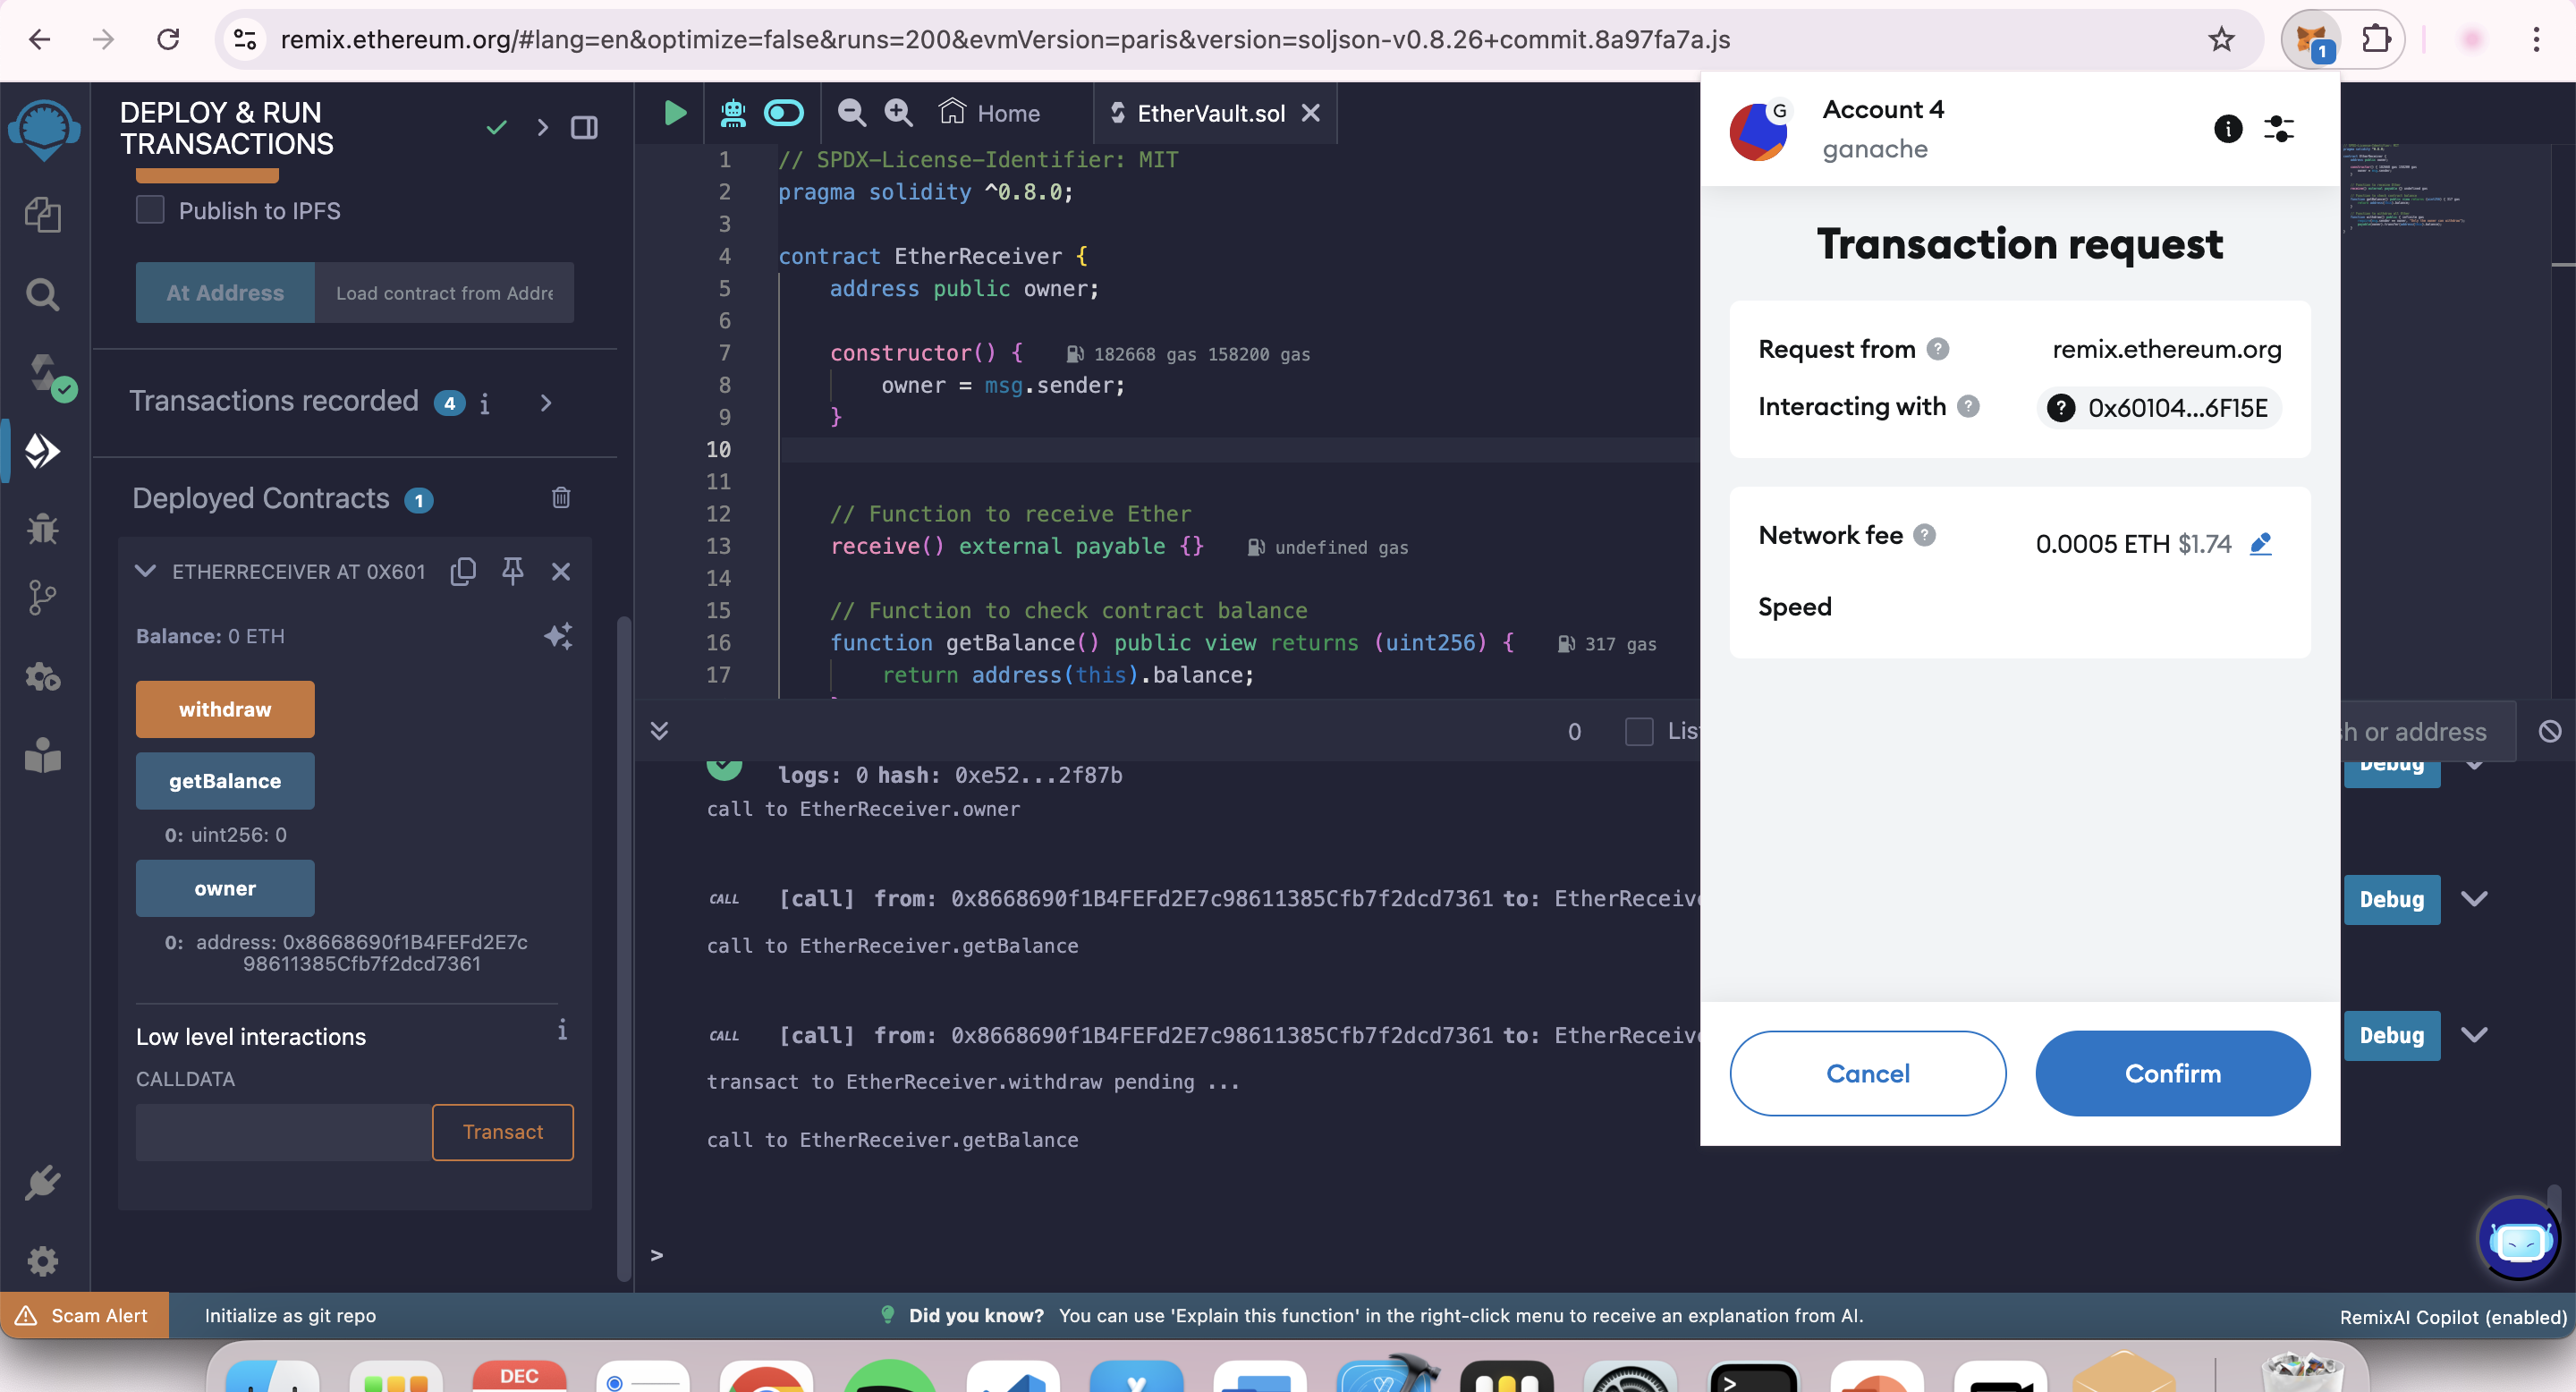 remix.ethereum.org/#lang=en&optimize=false&runs=200&evmVersion=paris&version=soljson-v0.8.26+commit.8a97fa7a.js
1
DEPLOY & RUN
TRANSACTIONS
Publish to IPFS
At Address
Load contract from Addre
Transactions recorded 4 i
Deployed Contracts 1
ETHERRECEIVER AT 0X601
Balance: 0 ETH
withdraw
getBalance
0: uint256: 0
owner
0: address: 0x8668690f1B4FEFd2E7c
98611385Cfb7f2dcd7361
Low level interactions
i
CALLDATA
Transact
Home
EtherVault.sol
1 // SPDX-License-Identifier: MIT
2 pragma solidity ^0.8.0;
3
4 contract EtherReceiver {
5 address public owner;
6
7 constructor() { 182668 gas 158200 gas
8 owner = msg.sender;
9 }
10
11
12 // Function to receive Ether
13 receive() external payable {} undefined gas
14
15 // Function to check contract balance
16 function getBalance() public view returns (uint256) { 317 gas
17 return address(this).balance;
0
Lis
h or address
logs: 0 hash: 0xe52...2f87b
Debug
call to EtherReceiver.owner
CALL [call] from: 0x8668690f1B4FEFd2E7c98611385Cfb7f2dcd7361 to: EtherReceive
Debug
call to EtherReceiver.getBalance
CALL [call] from: 0x8668690f1B4FEFd2E7c98611385Cfb7f2dcd7361 to: EtherReceive
Debug
transact to EtherReceiver.withdraw pending ...
call to EtherReceiver.getBalance
>
G
Account 4
ganache
Transaction request
Request from ? remix.ethereum.org
Interacting with ? ? 0x60104...6F15E
Network fee ? 0.0005 ETH $1.74
Speed
Cancel
Confirm
Scam Alert
Initialize as git repo
Did you know? You can use 'Explain this function' in the right-click menu to receive an explanation from AI.
RemixAI Copilot (enabled)
DEC